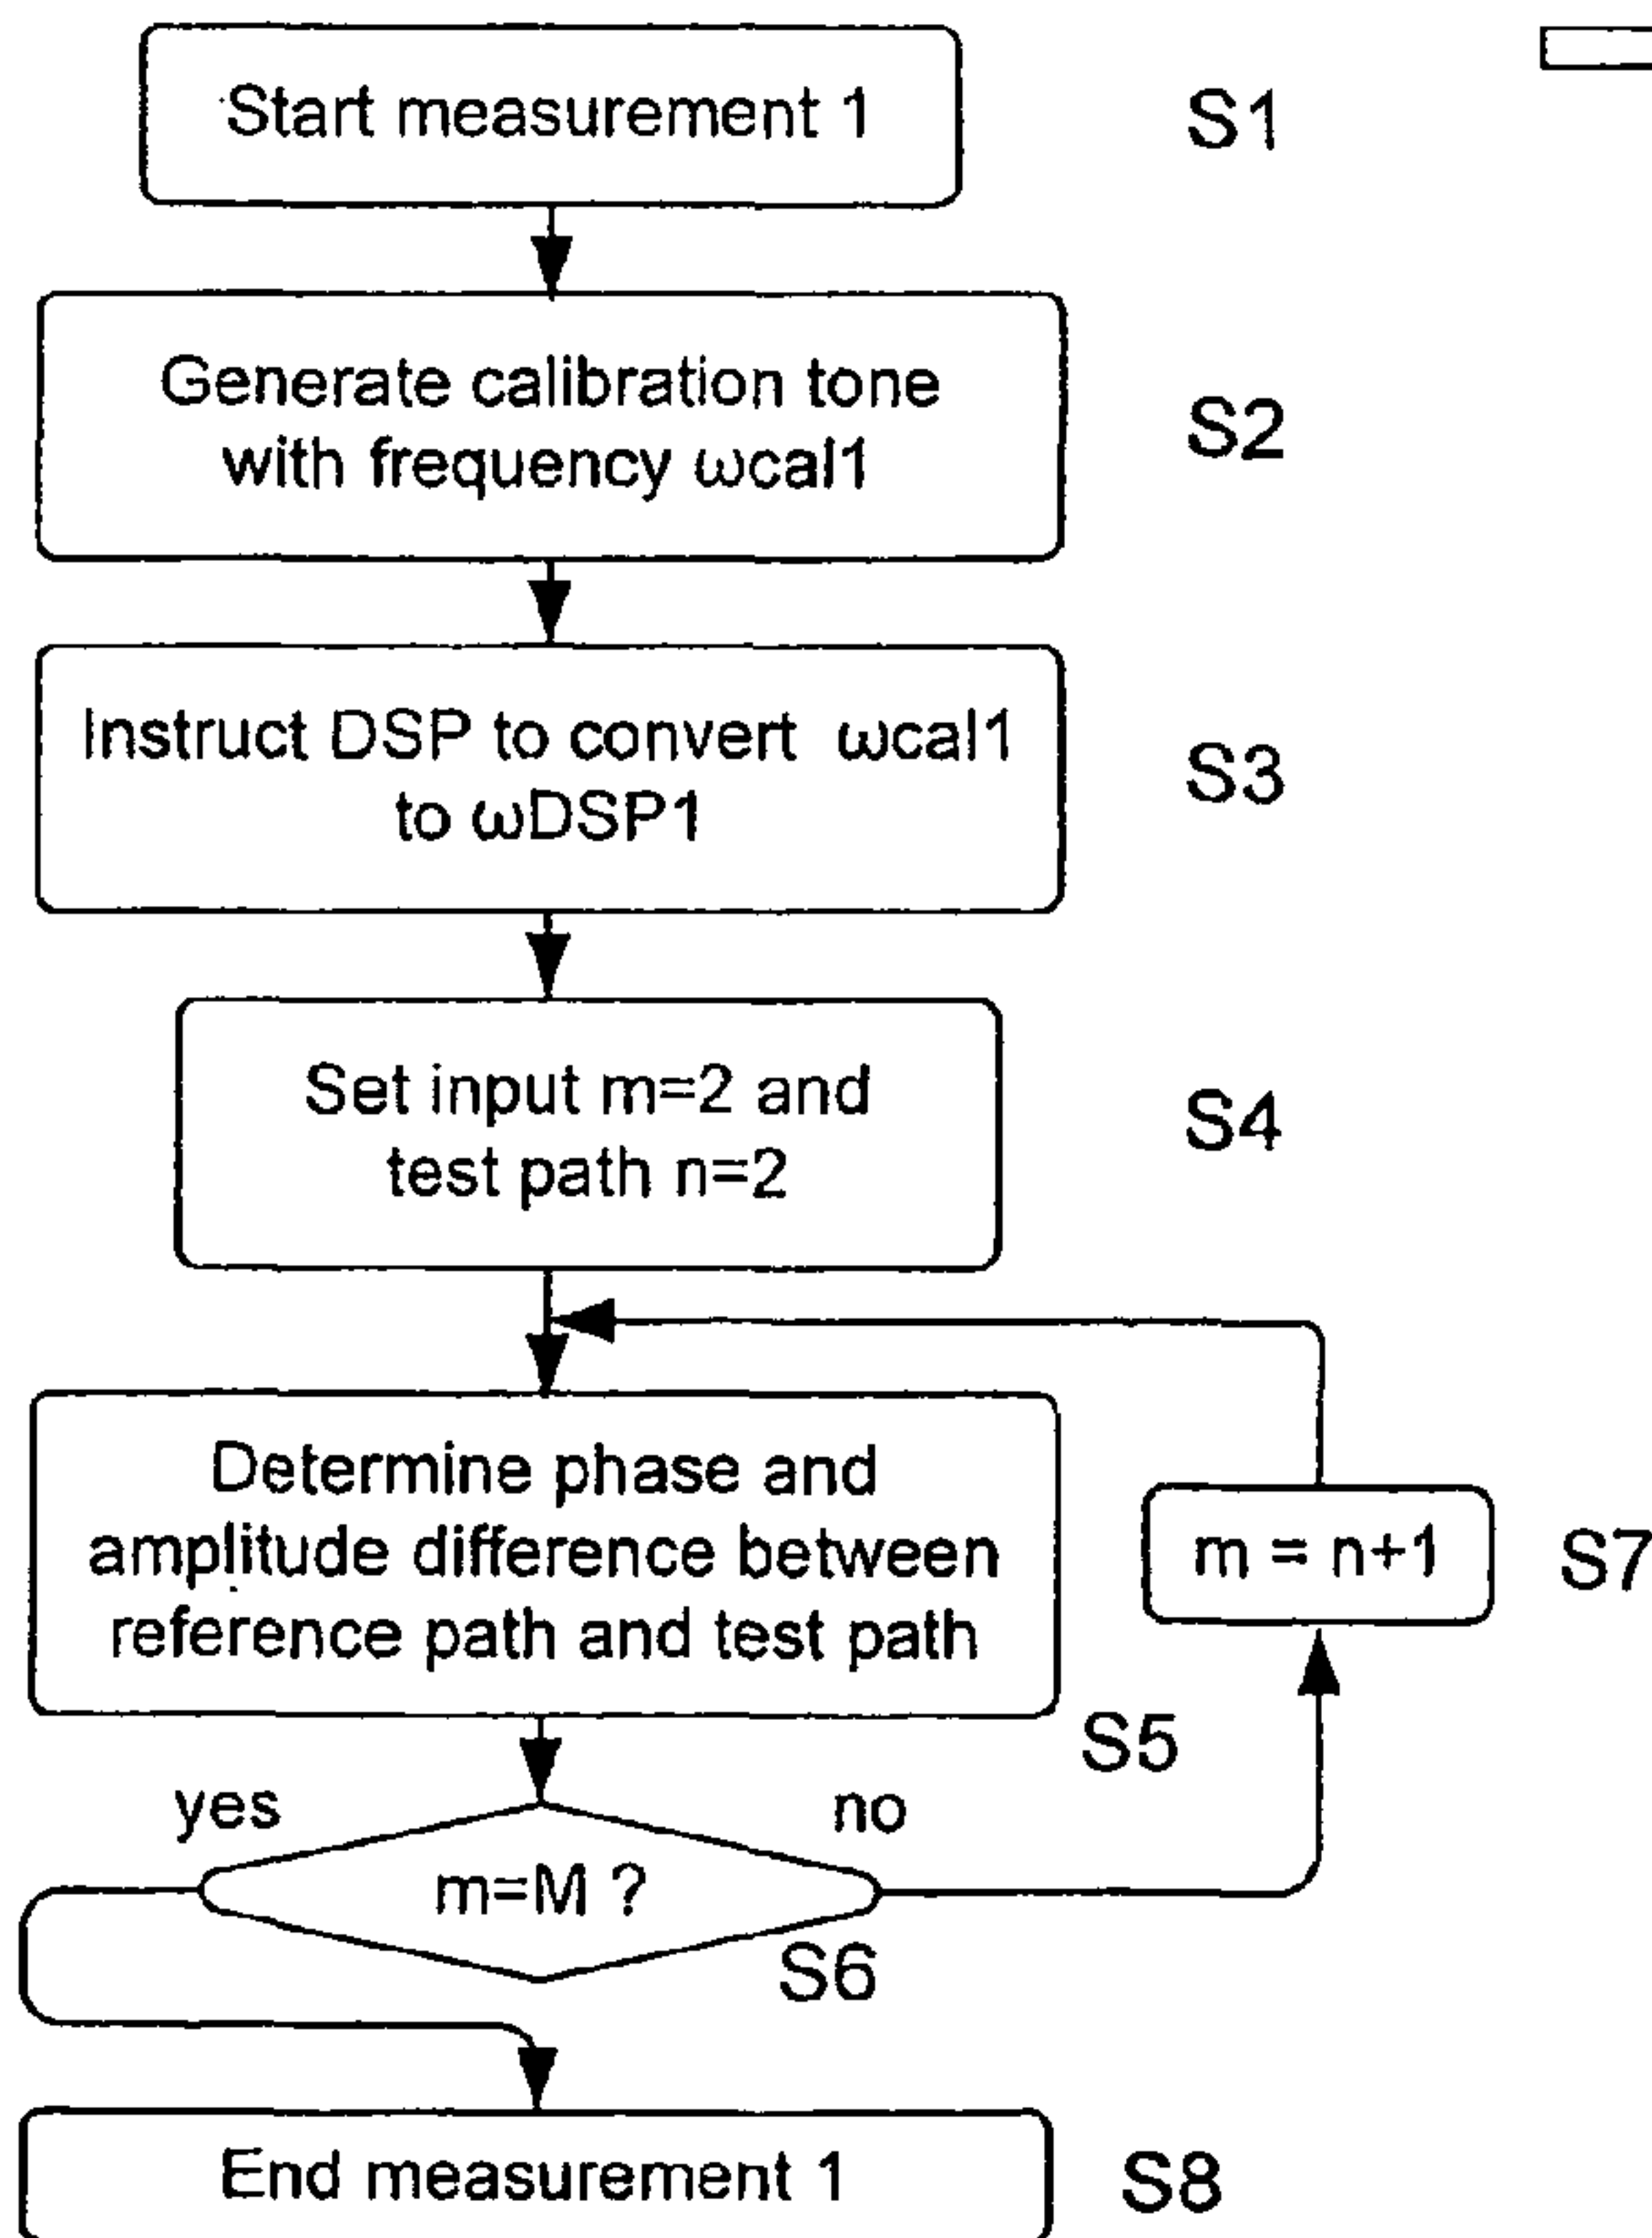 Start measurement 1
S1
Generate calibration tone
with frequency ωcal1
S2
Instruct DSP to convert ωcal1
to ωDSP1
S3
Set input m=2 and
test path n=2
S4
Determine phase and
amplitude difference between
reference path and test path
S5
m = n+1
S7
yes
no
m=M ?
S6
End measurement 1
S8